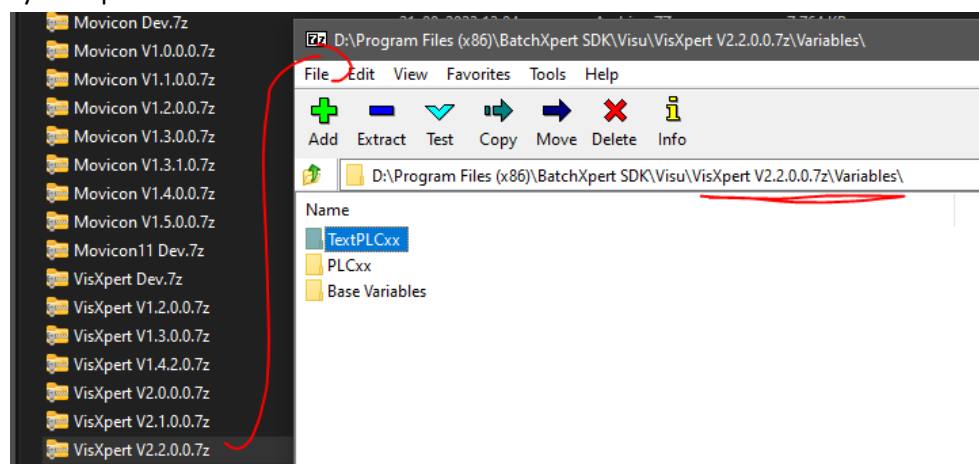 Movicon Dev.7z
Movicon V1.0.0.0.7z
Movicon V1.1.0.0.7z
Movicon V1.2.0.0.7z
Movicon V1.3.0.0.7z
Movicon V1.3.1.0.7z
Movicon V1.4.0.0.7z
Movicon V1.5.0.0.7z
Movicon11 Dev.7z
VisXpert Dev.7z
VisXpert V1.2.0.0.7z
VisXpert V1.3.0.0.7z
VisXpert V1.4.2.0.7z
VisXpert V2.0.0.0.7z
VisXpert V2.1.0.0.7z
VisXpert V2.2.0.0.7z
7z D:\Program Files (x86)\BatchXpert SDK\Visu\VisXpert V2.2.0.0.7z\Variables\
File Edit View Favorites Tools Help
Add Extract Test Copy Move Delete Info
D:\Program Files (x86)\BatchXpert SDK\Visu\VisXpert V2.2.0.0.7z\Variables\
Name
TextPLCxx
PLCxx
Base Variables